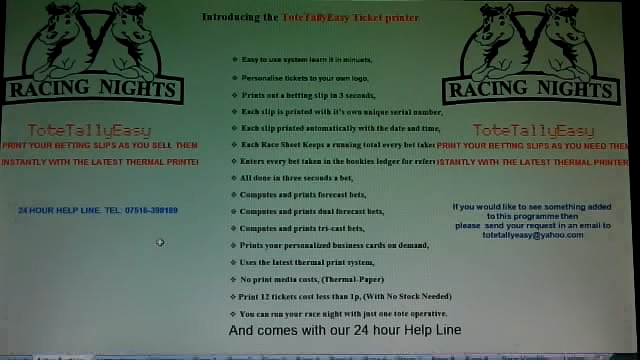 Introducing the ToteTallyEasy Ticket printer
RACING NIGHTS
ToteTallyEasy
PRINT YOUR BETTING SLIPS AS YOU SELL THEM
INSTANTLY WITH THE LATEST THERMAL PRINTER
24 HOUR HELP LINE. TEL: 07516-398189
Easy to use system learn it in minuets,
Personalise tickets to your own logo,
Prints out a betting slip in 3 seconds,
Each slip is printed with it's own unique serial number,
Each slip printed automatically with the date and time,
Each Race Sheet Keeps a running total every bet taken
Enters every bet taken in the bookies ledger for refer
All done in three seconds a bet,
Computes and prints forecast bets,
Computes and prints dual forecast bets,
Computes and prints tri-cast bets,
Prints your personalized business cards on demand,
Uses the latest thermal print system,
No print media costs, (Thermal-Paper)
Print 12 tickets cost less than 1p, (With No Stock Needed)
You can run your race night with just one tote operative.
And comes with our 24 hour Help Line
RACING NIGHTS
ToteTallyEasy
PRINT YOUR BETTING SLIPS AS YOU NEED THEM
INSTANTLY WITH THE LATEST THERMAL PRINTER
If you would like to see something added
to this programme then
please send your request in an email to
totetallyeasy@yahoo.com